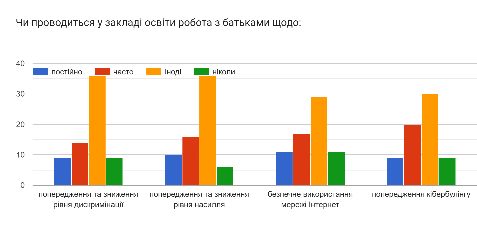 Чи проводиться у закладі освіти робота з батьками щодо:
40
постійно часто іноді ніколи
30
20
10
0
попередження та зниження рівня дискримінації
попередження та зниження рівня насилля
безпечне використання мережі Інтернет
попередження кібербулінгу